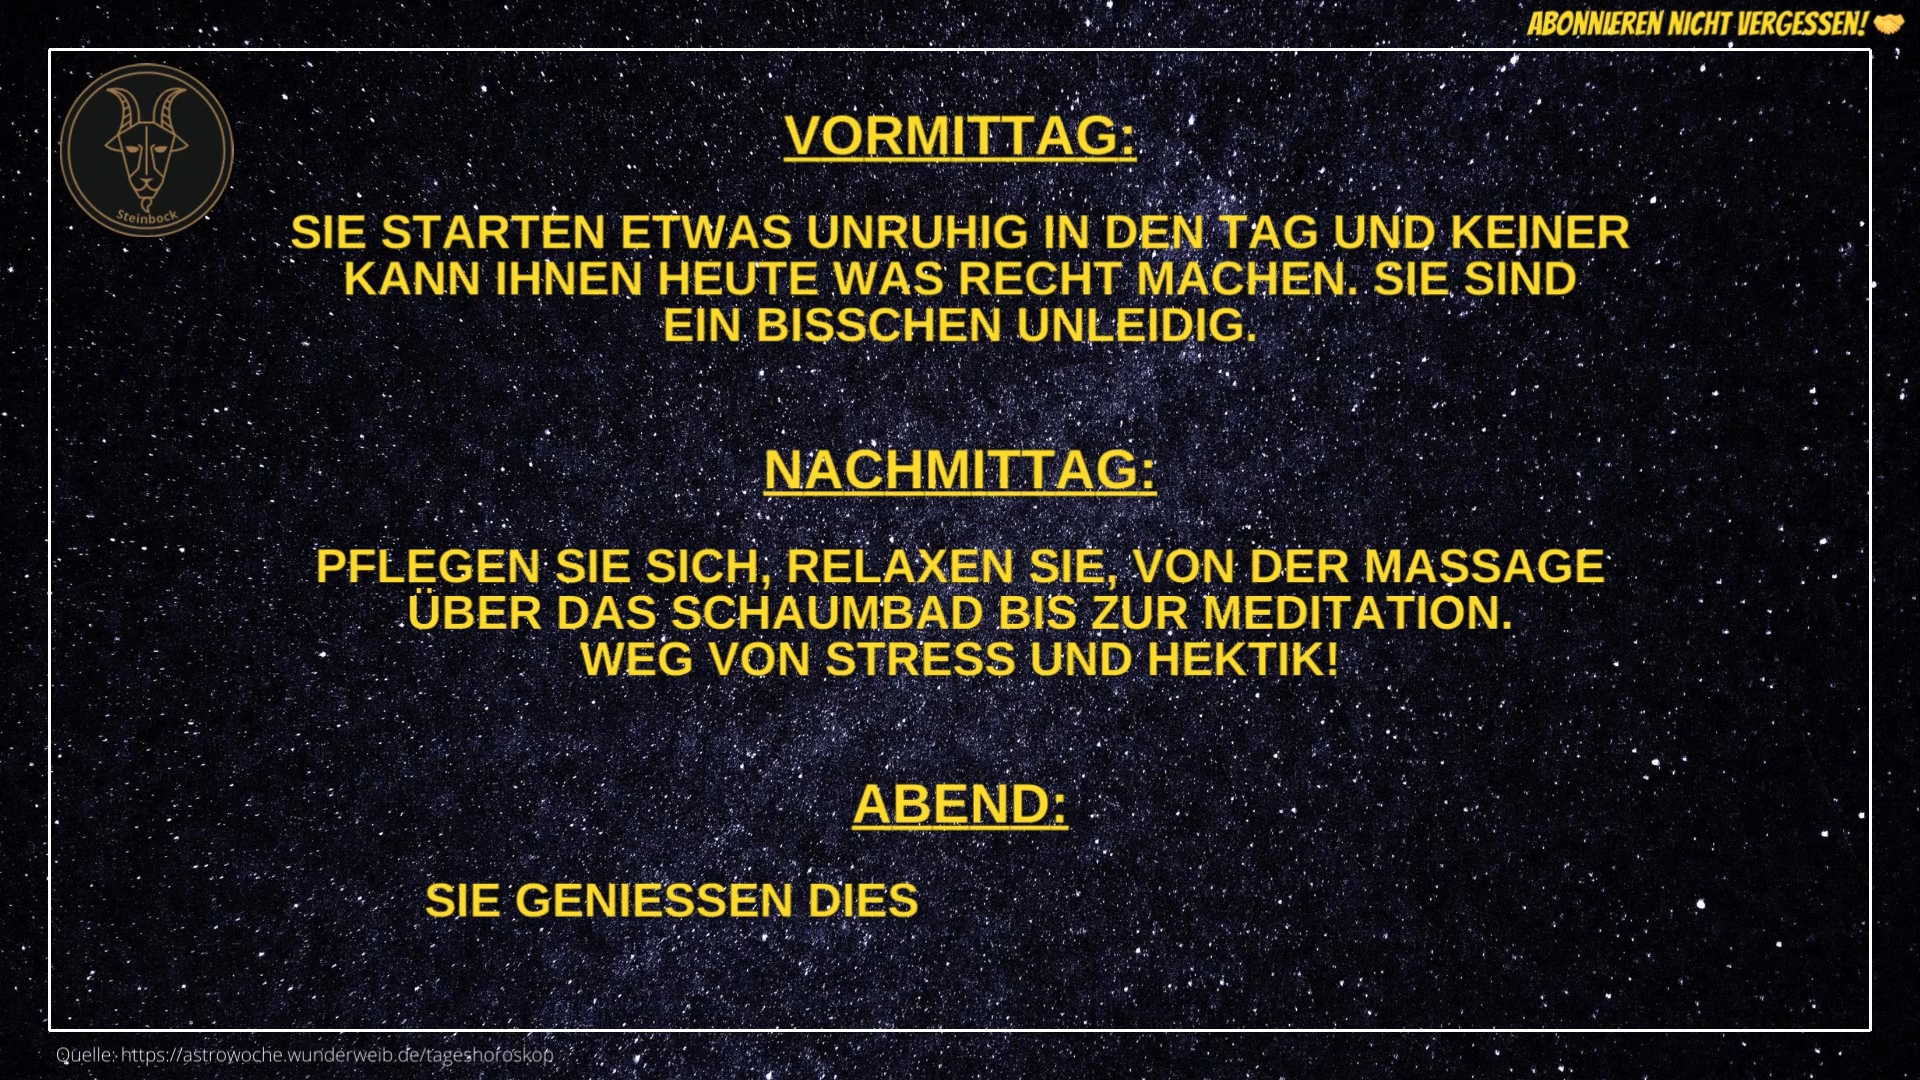 ABONNIEREN NICHT VERGESSEN!
Steinbock
VORMITTAG:
SIE STARTEN ETWAS UNRUHIG IN DEN TAG UND KEINER
KANN IHNEN HEUTE WAS RECHT MACHEN. SIE SIND
EIN BISSCHEN UNLEIDIG.
NACHMITTAG:
PFLEGEN SIE SICH, RELAXEN SIE, VON DER MASSAGE
ÜBER DAS SCHAUMBAD BIS ZUR MEDITATION.
WEG VON STRESS UND HEKTIK!
ABEND:
SIE GENIESSEN DIES
Quelle: https://astrowoche.wunderweib.de/tageshoroskop